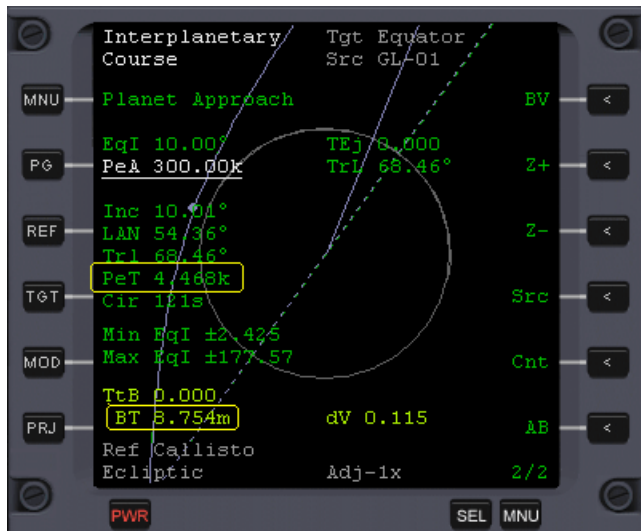 Interplanetary Tgt Equator
Course Src GL-01
MNU Planet Approach BV <
EqI 10.00° TEj 0.000
PG PeA 300.00k TrL 68.46° Z+ <
Inc 10.01°
REF LAN 54.36° Z- <
Trl 68.46°
PeT 4.468k
TGT Cir 121s Src <
Min EqI ±2.425
MOD Max EqI ±177.57 Cnt <
TtB 0.000
PRJ BT 8.754m dV 0.115 AB <
Ref Callisto
Ecliptic Adj-1x 2/2
PWR SEL MNU